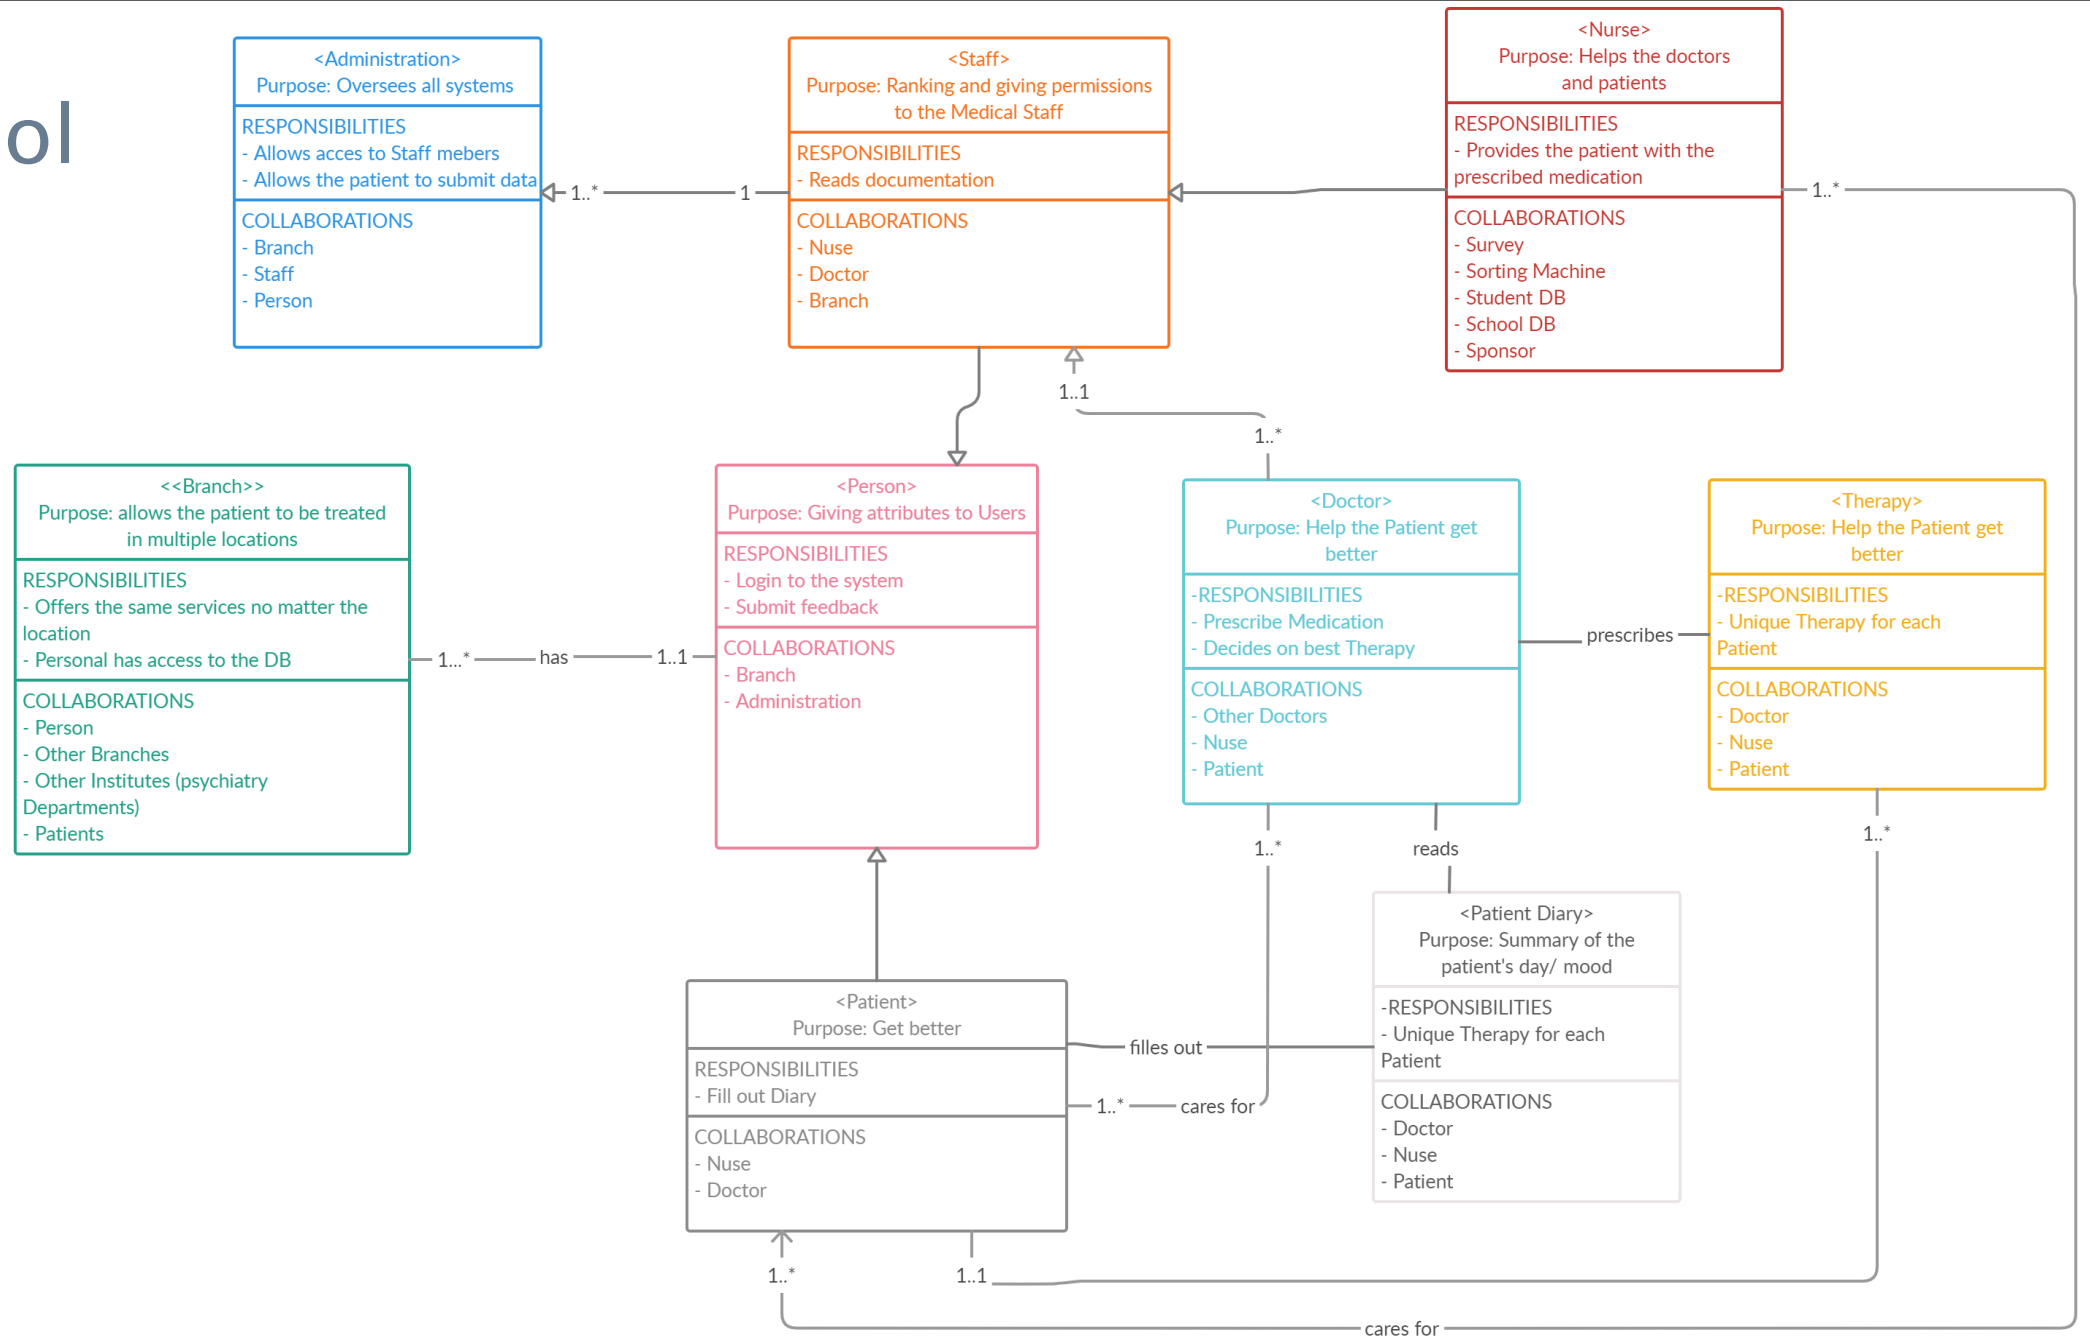 ol
<Administration>
Purpose: Oversees all systems
RESPONSIBILITIES
- Allows acces to Staff mebers
- Allows the patient to submit data
COLLABORATIONS
- Branch
- Staff
- Person
1..*
1
<Staff>
Purpose: Ranking and giving permissions
to the Medical Staff
RESPONSIBILITIES
- Reads documentation
COLLABORATIONS
- Nuse
- Doctor
- Branch
<Nurse>
Purpose: Helps the doctors
and patients
RESPONSIBILITIES
- Provides the patient with the
prescribed medication
COLLABORATIONS
- Survey
- Sorting Machine
- Student DB
- School DB
- Sponsor
1..*
1..1
1..*
<<Branch>>
Purpose: allows the patient to be treated
in multiple locations
RESPONSIBILITIES
- Offers the same services no matter the
location
- Personal has access to the DB
COLLABORATIONS
- Person
- Other Branches
- Other Institutes (psychiatry
Departments)
- Patients
1...*
has
1..1
<Person>
Purpose: Giving attributes to Users
RESPONSIBILITIES
- Login to the system
- Submit feedback
COLLABORATIONS
- Branch
- Administration
<Doctor>
Purpose: Help the Patient get
better
-RESPONSIBILITIES
- Prescribe Medication
- Decides on best Therapy
COLLABORATIONS
- Other Doctors
- Nuse
- Patient
prescribes
<Therapy>
Purpose: Help the Patient get
better
-RESPONSIBILITIES
- Unique Therapy for each
Patient
COLLABORATIONS
- Doctor
- Nuse
- Patient
1..*
reads
1..*
<Patient Diary>
Purpose: Summary of the
patient's day/ mood
-RESPONSIBILITIES
- Unique Therapy for each
Patient
COLLABORATIONS
- Doctor
- Nuse
- Patient
<Patient>
Purpose: Get better
RESPONSIBILITIES
- Fill out Diary
COLLABORATIONS
- Nuse
- Doctor
filles out
1..*
cares for
1..*
1..1
cares for